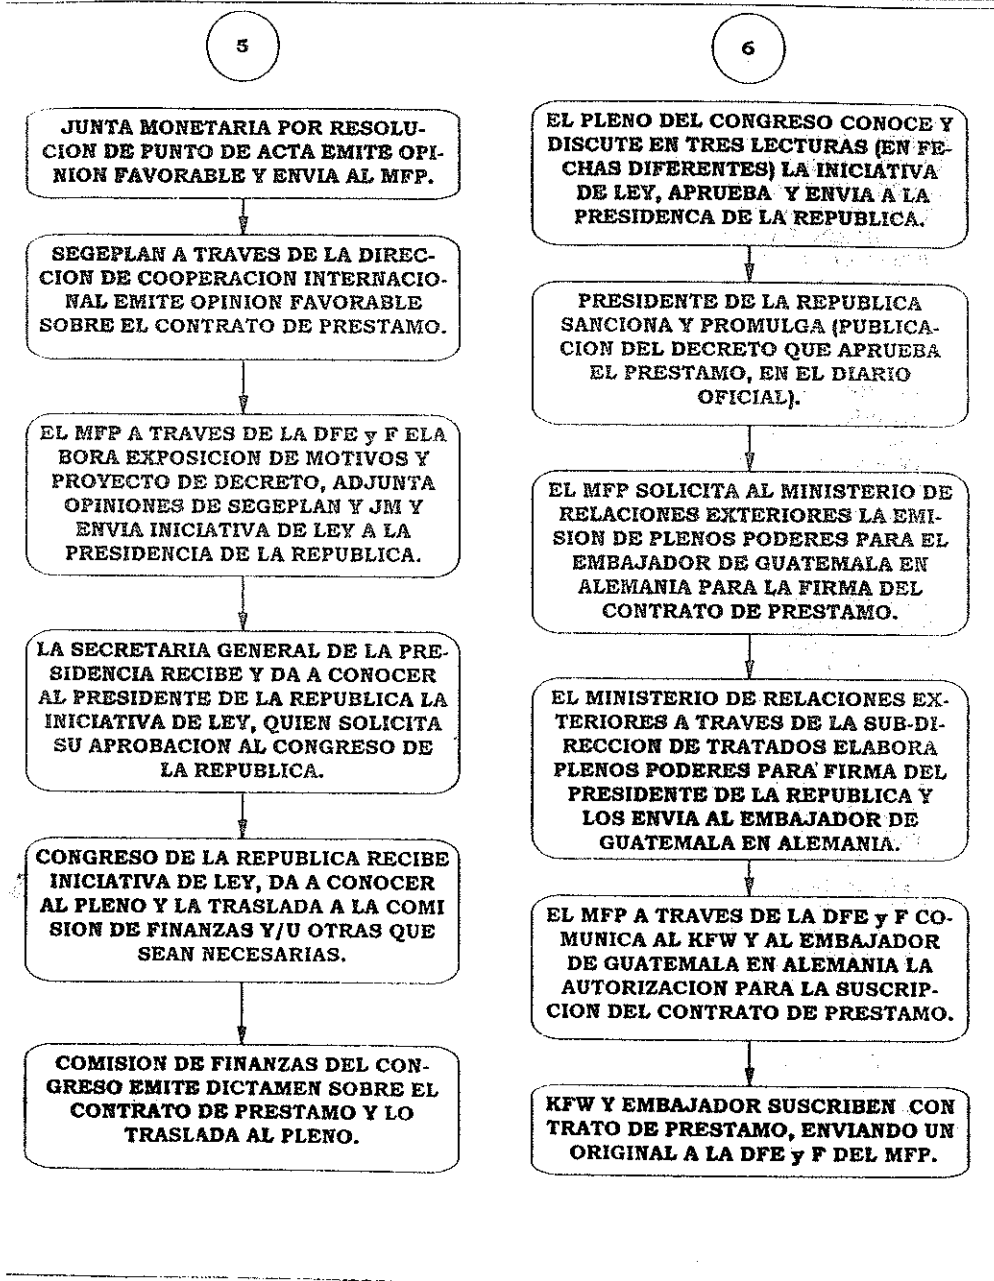 5
JUNTA MONETARIA POR RESOLU-
CION DE PUNTO DE ACTA EMITE OPI-
NION FAVORABLE Y ENVIA AL MFP.
SEGEPLAN A TRAVES DE LA DIREC-
CION DE COOPERACION INTERNACIO-
NAL EMITE OPINION FAVORABLE
SOBRE EL CONTRATO DE PRESTAMO.
EL MFP A TRAVES DE LA DFE y F ELA
BORA EXPOSICION DE MOTIVOS Y
PROYECTO DE DECRETO, ADJUNTA
OPINIONES DE SEGEPLAN Y JM Y
ENVIA INICIATIVA DE LEY A LA
PRESIDENCIA DE LA REPUBLICA.
LA SECRETARIA GENERAL DE LA PRE-
SIDENCIA RECIBE Y DA A CONOCER
AL PRESIDENTE DE LA REPUBLICA LA
INICIATIVA DE LEY, QUIEN SOLICITA
SU APROBACION AL CONGRESO DE
LA REPUBLICA.
CONGRESO DE LA REPUBLICA RECIBE
INICIATIVA DE LEY, DA A CONOCER
AL PLENO Y LA TRASLADA A LA COMI
SION DE FINANZAS Y/U OTRAS QUE
SEAN NECESARIAS.
COMISION DE FINANZAS DEL CON-
GRESO EMITE DICTAMEN SOBRE EL
CONTRATO DE PRESTAMO Y LO
TRASLADA AL PLENO.
6
EL PLENO DEL CONGRESO CONOCE Y
DISCUTE EN TRES LECTURAS (EN FE-
CHAS DIFERENTES) LA INICIATIVA
DE LEY, APRUEBA Y ENVIA A LA
PRESIDENCA DE LA REPUBLICA.
PRESIDENTE DE LA REPUBLICA
SANCIONA Y PROMULGA (PUBLICA-
CION DEL DECRETO QUE APRUEBA
EL PRESTAMO, EN EL DIARIO
OFICIAL).
EL MFP SOLICITA AL MINISTERIO DE
RELACIONES EXTERIORES LA EMI-
SION DE PLENOS PODERES PARA EL
EMBAJADOR DE GUATEMALA EN
ALEMANIA PARA LA FIRMA DEL
CONTRATO DE PRESTAMO.
EL MINISTERIO DE RELACIONES EX-
TERIORES A TRAVES DE LA SUB-DI-
RECCION DE TRATADOS ELABORA
PLENOS PODERES PARA FIRMA DEL
PRESIDENTE DE LA REPUBLICA Y
LOS ENVIA AL EMBAJADOR DE
GUATEMALA EN ALEMANIA.
EL MFP A TRAVES DE LA DFE y F CO-
MUNICA AL KFW Y AL EMBAJADOR
DE GUATEMALA EN ALEMANIA LA
AUTORIZACION PARA LA SUSCRIP-
CION DEL CONTRATO DE PRESTAMO.
KFW Y EMBAJADOR SUSCRIBEN CON
TRATO DE PRESTAMO, ENVIANDO UN
ORIGINAL A LA DFE y F DEL MFP.